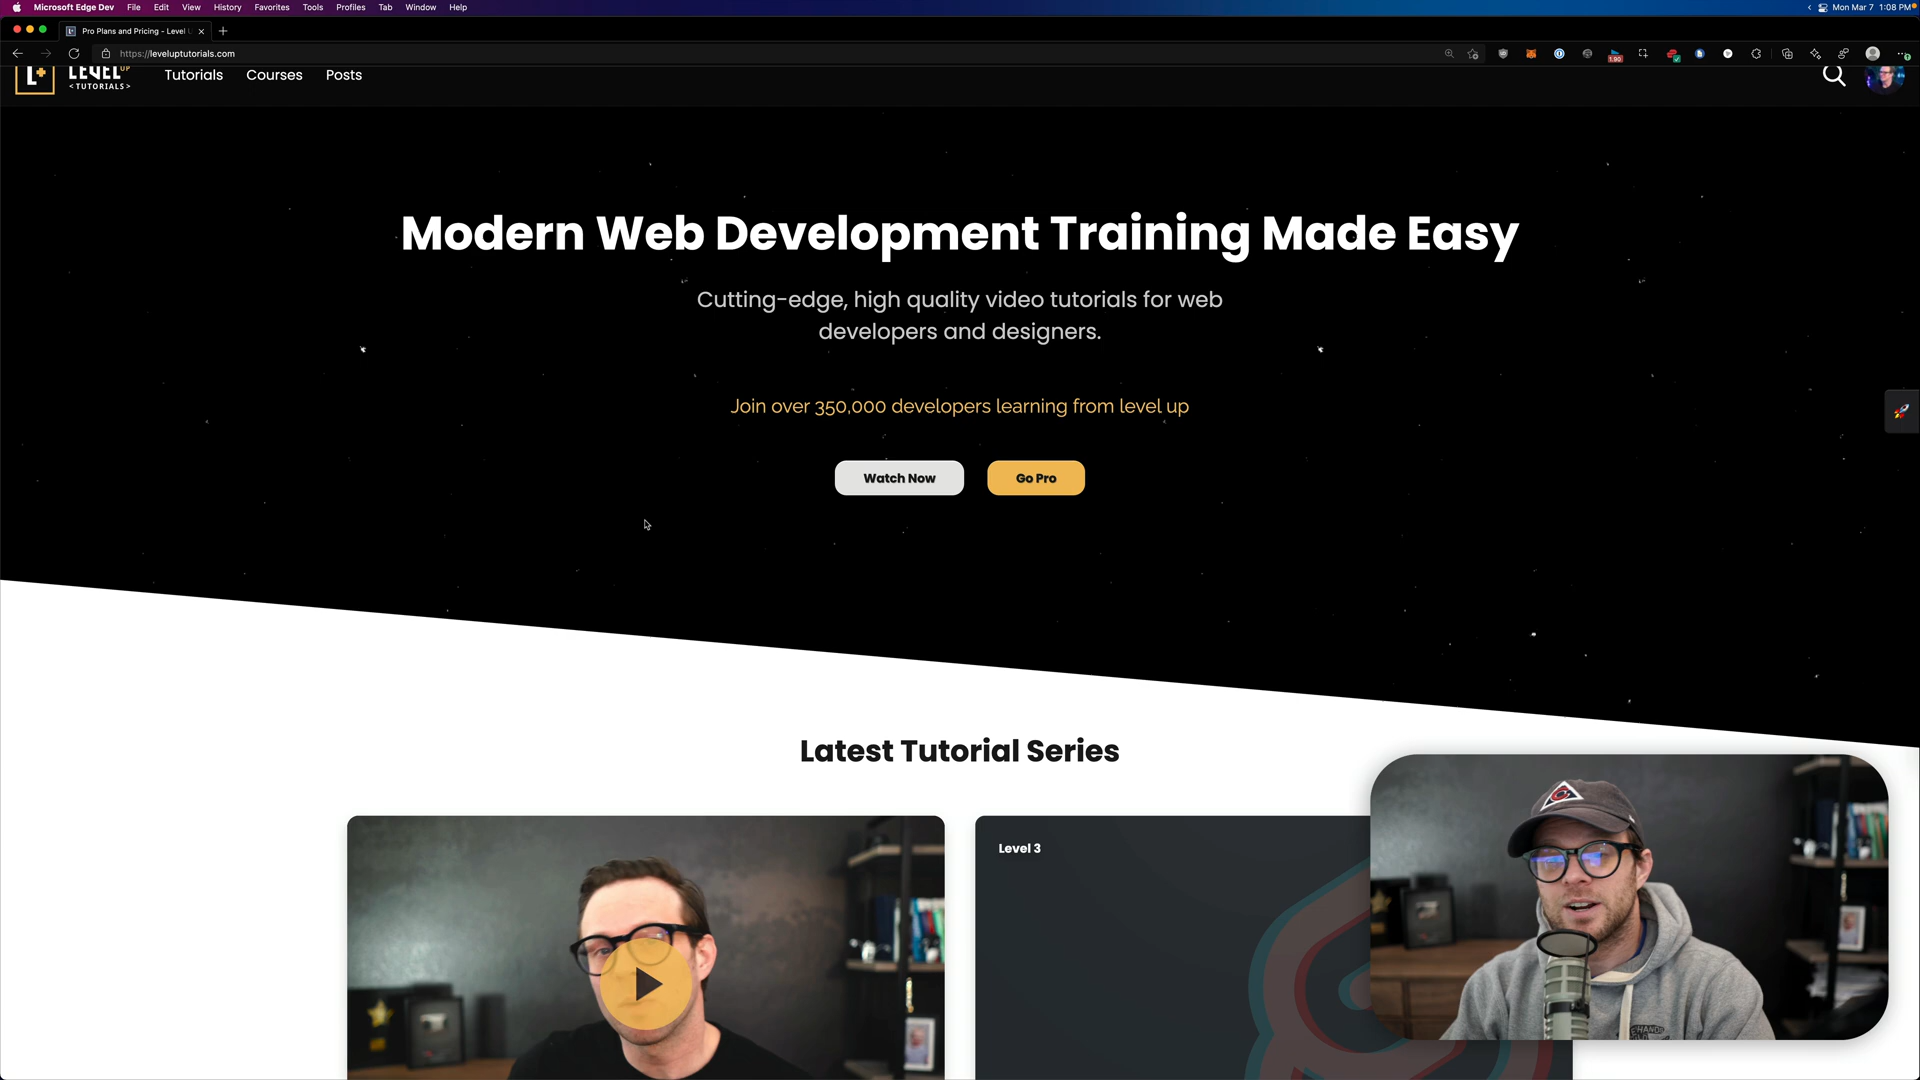 Microsoft Edge Dev File Edit View History Favorites Tools Profiles Tab Window Help
Mon Mar 7 1:08 PM
Pro Plans and Pricing - Level
https://leveluptutorials.com
1.90
LEVEL UP
<TUTORIALS>
Tutorials Courses Posts
Modern Web Development Training Made Easy
Cutting-edge, high quality video tutorials for web
developers and designers.
Join over 350,000 developers learning from level up
Watch Now Go Pro
Latest Tutorial Series
Level 3